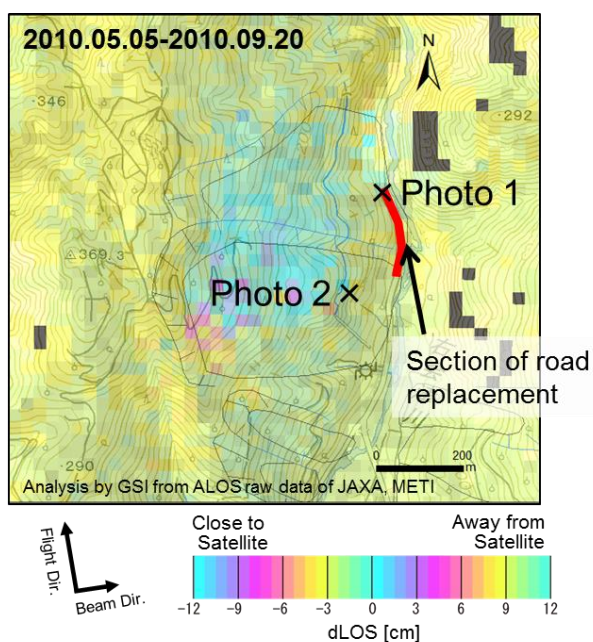 2010.05.05-2010.09.20
N
·346
·292
Photo 1
△369.3
Photo 2
Section of road
replacement
·290
0 200
m
Analysis by GSI from ALOS raw data of JAXA, METI
Flight Dir.
Beam Dir.
Close to
Satellite
Away from
Satellite
-12 -9 -6 -3 0 3 6 9 12
dLOS [cm]